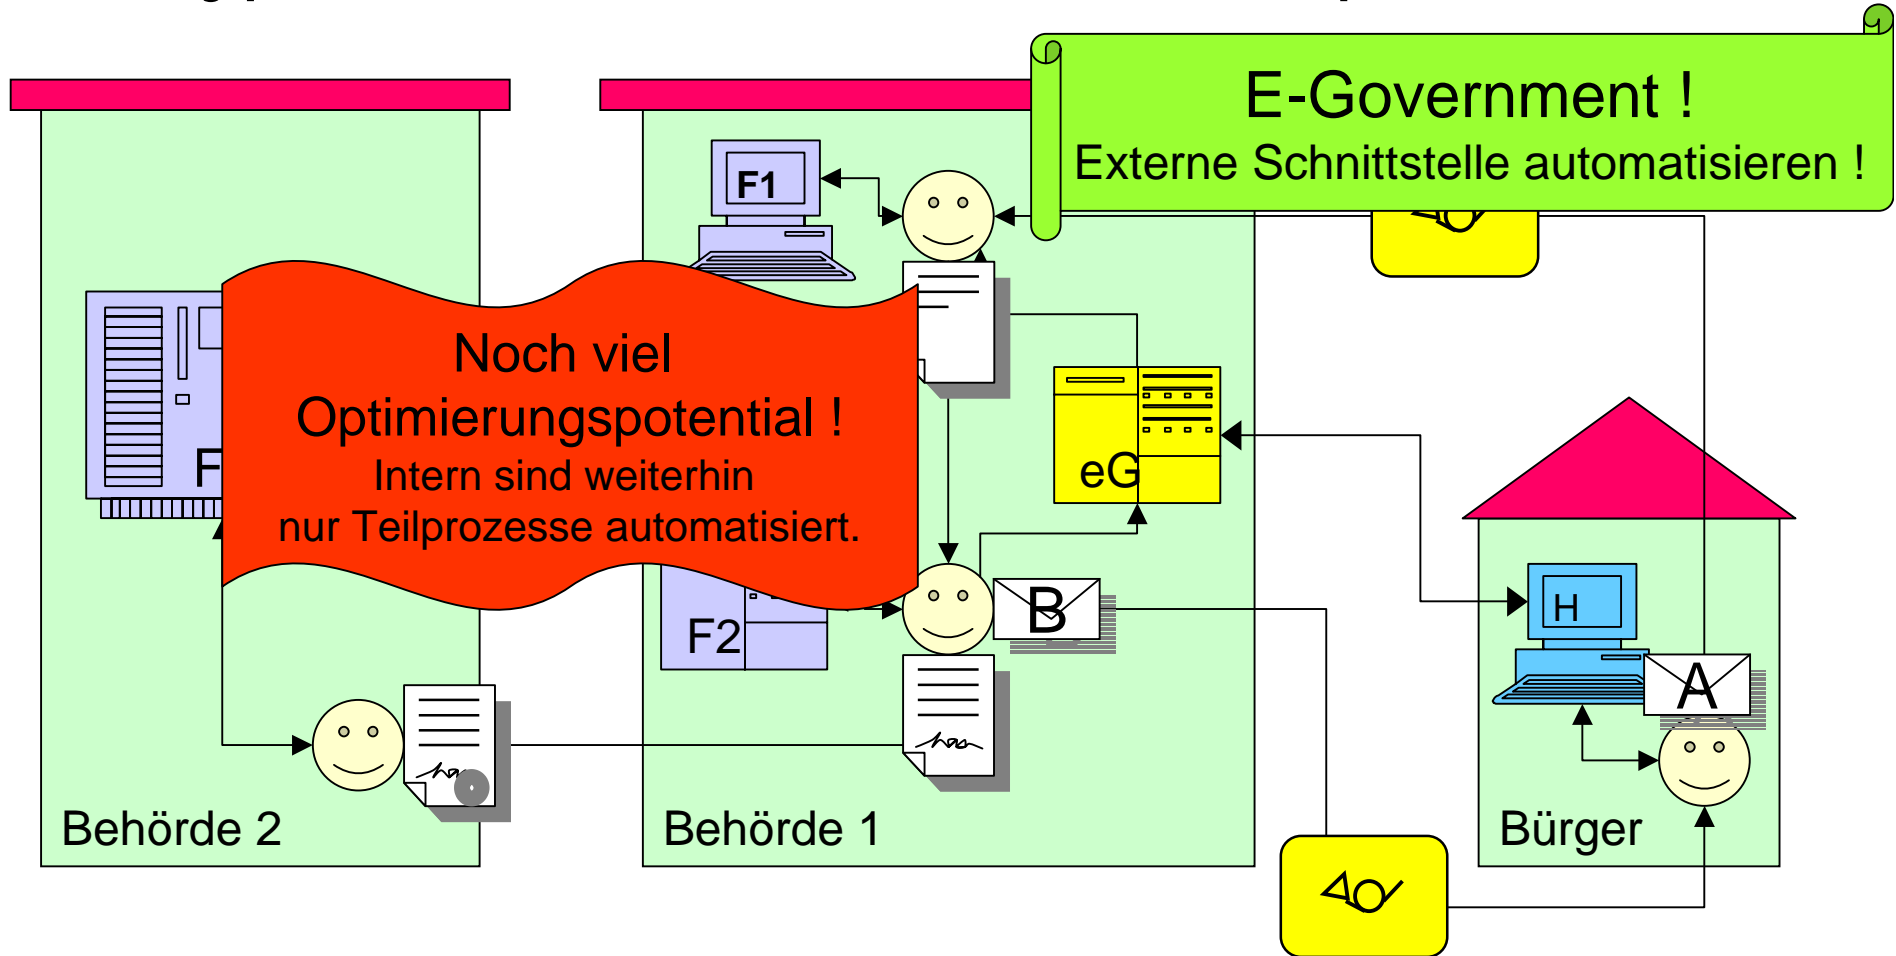 E-Government !
Externe Schnittstelle automatisieren !
F1
Noch viel
Optimierungspotential !
Intern sind weiterhin
nur Teilprozesse automatisiert.
F
eG
H
B
F2
A
Behörde 2
Behörde 1
Bürger